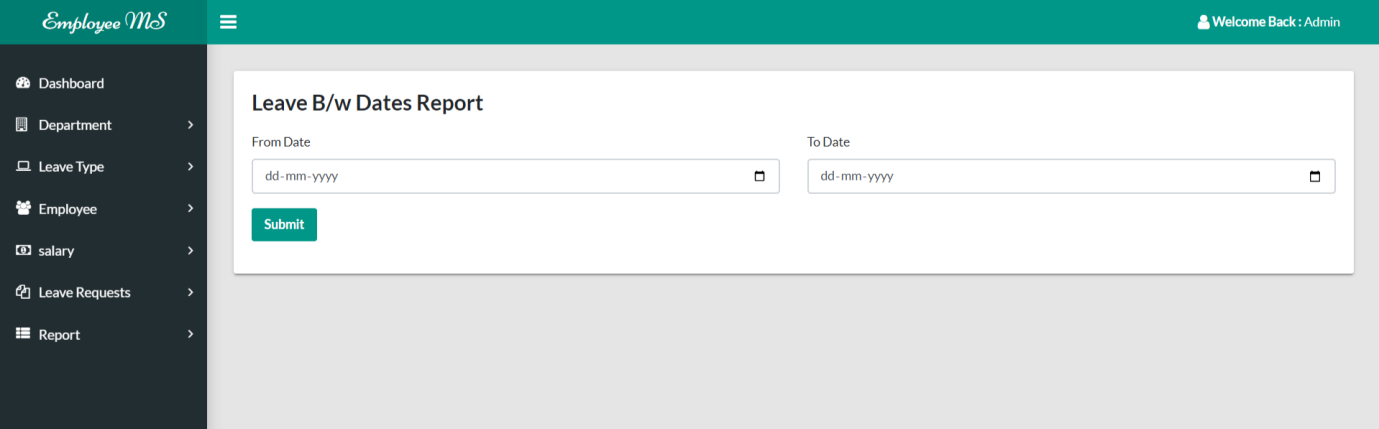 Employee MS
Welcome Back : Admin
Dashboard
Department
Leave Type
Employee
salary
Leave Requests
Report
Leave B/w Dates Report
From Date
To Date
dd-mm-yyyy
dd-mm-yyyy
Submit